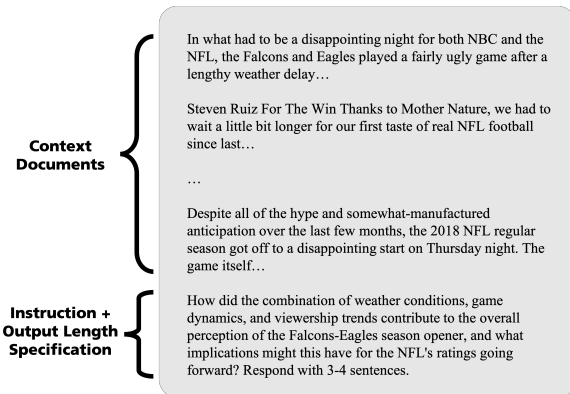 Context
Documents
In what had to be a disappointing night for both NBC and the
NFL, the Falcons and Eagles played a fairly ugly game after a
lengthy weather delay…
Steven Ruiz For The Win Thanks to Mother Nature, we had to
wait a little bit longer for our first taste of real NFL football
since last…
…
Despite all of the hype and somewhat-manufactured
anticipation over the last few months, the 2018 NFL regular
season got off to a disappointing start on Thursday night. The
game itself…
Instruction +
Output Length
Specification
How did the combination of weather conditions, game
dynamics, and viewership trends contribute to the overall
perception of the Falcons-Eagles season opener, and what
implications might this have for the NFL's ratings going
forward? Respond with 3-4 sentences.